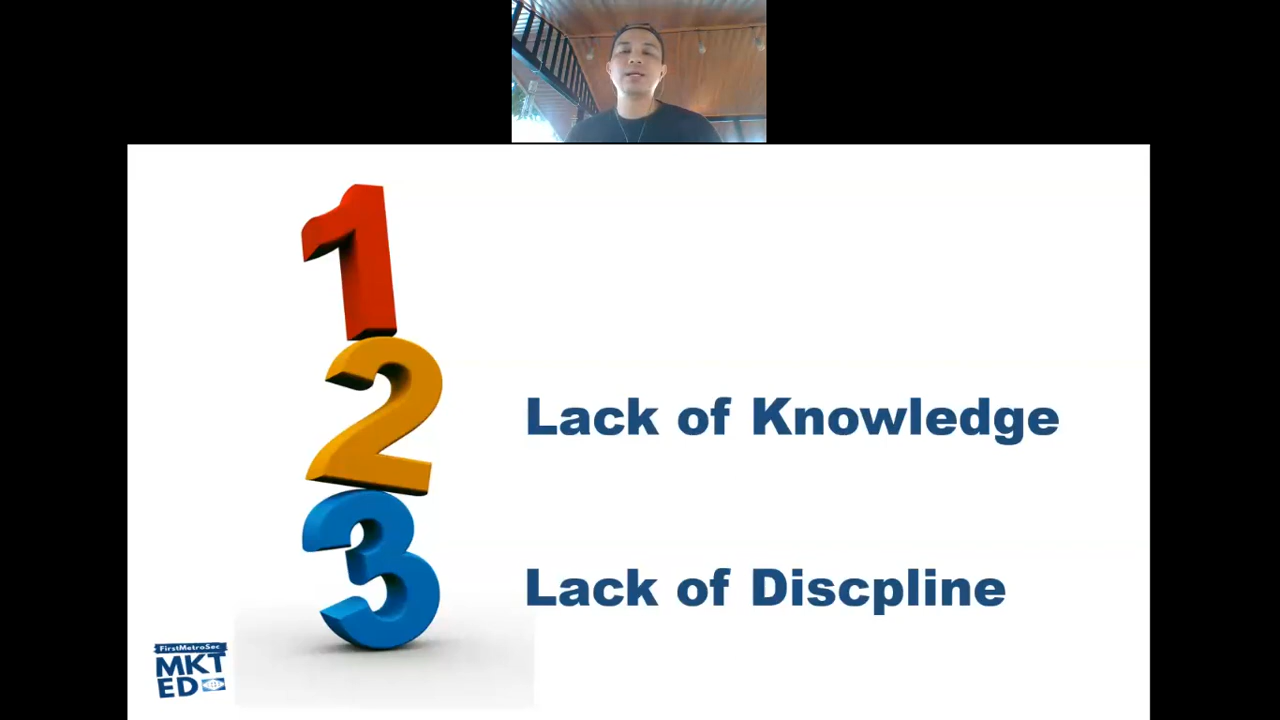 1
2
Lack of Knowledge
3
Lack of Discpline
FirstMetroSec
MKT
ED